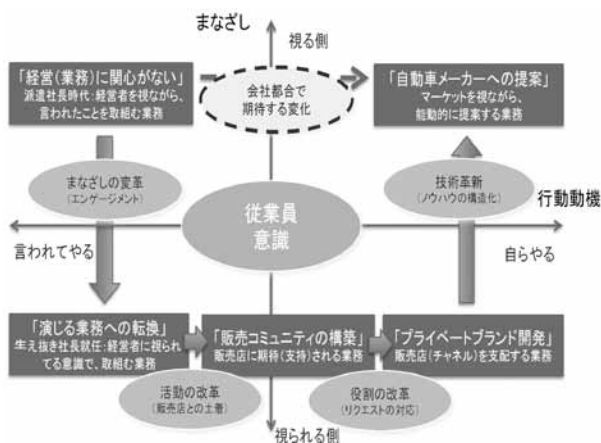 まなざし
視る側
「経営(業務)に関心がない」
派遣社長時代:経営者を視ながら、
言われたことを取組む業務
会社都合で
期待する変化
「自動車メーカーへの提案」
マーケットを視ながら、
能動的に提案する業務
まなざしの変革
(エンゲージメント)
技術革新
(ノウハウの構造化)
従業員
意識
行動動機
言われてやる
自らやる
「演じる業務への転換」
生え抜き社長就任:経営者に視られ
てる意識で、取組む業務
「販売コミュニティの構築」
販売店に期待(支持)される業務
「プライベートブランド開発」
販売店(チャネル)を支配する業務
活動の改革
(販売店との土着)
役割の改革
(リクエストの対応)
視られる側